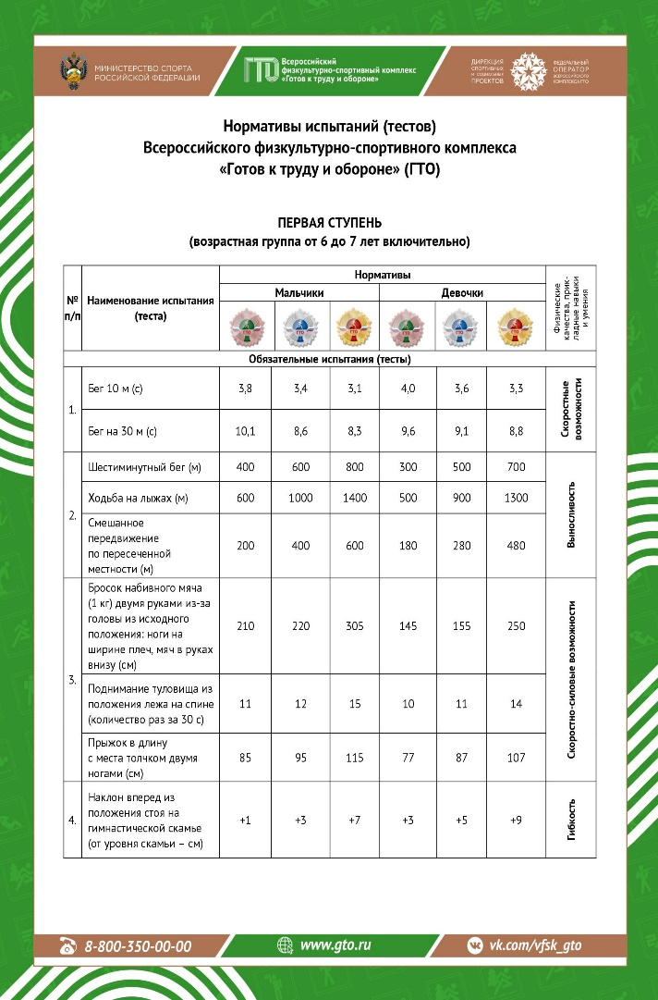 МИНИСТЕРСТВО СПОРТА
РОССИЙСКОЙ ФЕДЕРАЦИИ
ГТО
Всероссийский
физкультурно-спортивный комплекс
«Готов к труду и обороне»
ДИРЕКЦИЯ
СПОРТИВНЫХ
И СОЦИАЛЬНЫХ
ПРОЕКТОВ
ФЕДЕРАЛЬНЫЙ
ОПЕРАТОР
ВСЕРОССИЙСКОГО
КОМПЛЕКСА ГТО
Нормативы испытаний (тестов)
Всероссийского физкультурно-спортивного комплекса
«Готов к труду и обороне» (ГТО)
ПЕРВАЯ СТУПЕНЬ
(возрастная группа от 6 до 7 лет включительно)
№
п/п
Наименование испытания
(теста)
Нормативы
Мальчики
Девочки
ГТО ГТО ГТО ГТО ГТО ГТО
Физические
качества, прик-
ладные навыки
и умения
Обязательные испытания (тесты)
1.
Бег 10 м (с) 3,8 3,4 3,1 4,0 3,6 3,3
Бег на 30 м (с) 10,1 8,6 8,3 9,6 9,1 8,8
Скоростные
возможности
2.
Шестиминутный бег (м) 400 600 800 300 500 700
Ходьба на лыжах (м) 600 1000 1400 500 900 1300
Смешанное
передвижение
по пересеченной
местности (м)
200 400 600 180 280 480
Выносливость
3.
Бросок набивного мяча
(1 кг) двумя руками из-за
головы из исходного
положения: ноги на
ширине плеч, мяч в руках
внизу (см)
210 220 305 145 155 250
Поднимание туловища из
положения лежа на спине
(количество раз за 30 с)
11 12 15 10 11 14
Прыжок в длину
с места толчком двумя
ногами (см)
85 95 115 77 87 107
Скоростно-силовые возможности
4.
Наклон вперед из
положения стоя на
гимнастической скамье
(от уровня скамьи – см)
+1 +3 +7 +3 +5 +9
Гибкость
8-800-350-00-00
www.gto.ru
vk.com/vfsk_gto